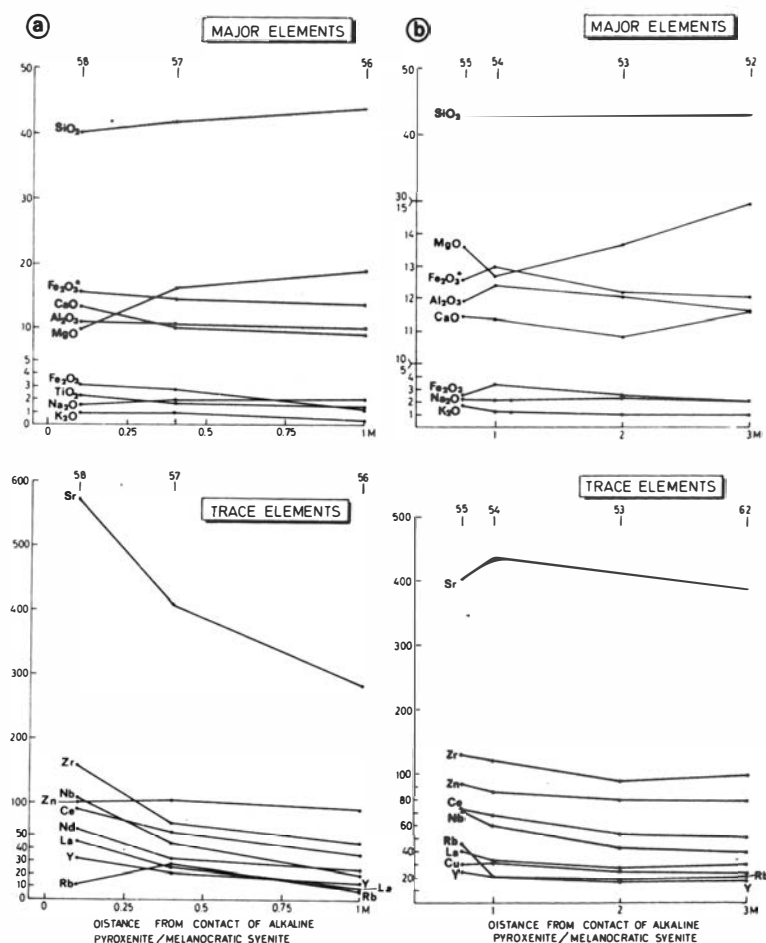 a
MAJOR ELEMENTS
58
57
56
50
40
30
20
10
5
4
3
2
1
0
SiO₂
Fe₂O₃*
CaO
Al₂O₃
MgO
Fe₂O₃
TiO
Na₂O
K₂O
0
0.25
0.5
0.75
1M
b
MAJOR ELEMENTS
55
54
53
52
50
40
30
15
14
13
12
11
10
5
4
3
2
1
SiO₂
MgO
Fe₂O₃*
Al₂O₃
CaO
Fe₂O₃
Na₂O
K₂O
1
2
3M
58
57
56
TRACE ELEMENTS
600
500
400
300
200
100
50
40
30
20
10
0
Sr
Zr
Nb
Zn
Ce
Nd
La
Y
Rb
Y
La
Rb
0
0.25
0.5
0.75
1M
DISTANCE FROM CONTACT OF ALKALINE
PYROXENITE/MELANOCRATIC SYENITE
TRACE ELEMENTS
55
54
53
62
500
400
300
200
100
80
60
40
20
Sr
Zr
Zn
Ce
Nb
Rb
La
Cu
Y
Rb
Y
1
2
3M
DISTANCE FROM CONTACT OF ALKALINE
PYROXENITE/MELANOCRATIC SYENITE